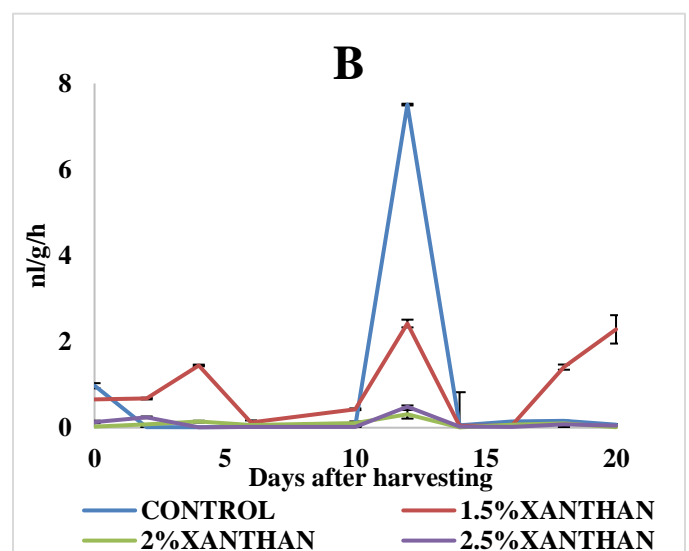 B
8
6
4
2
0
nl/g/h
0 5 10 15 20
Days after harvesting
CONTROL 1.5%XANTHAN
2%XANTHAN 2.5%XANTHAN